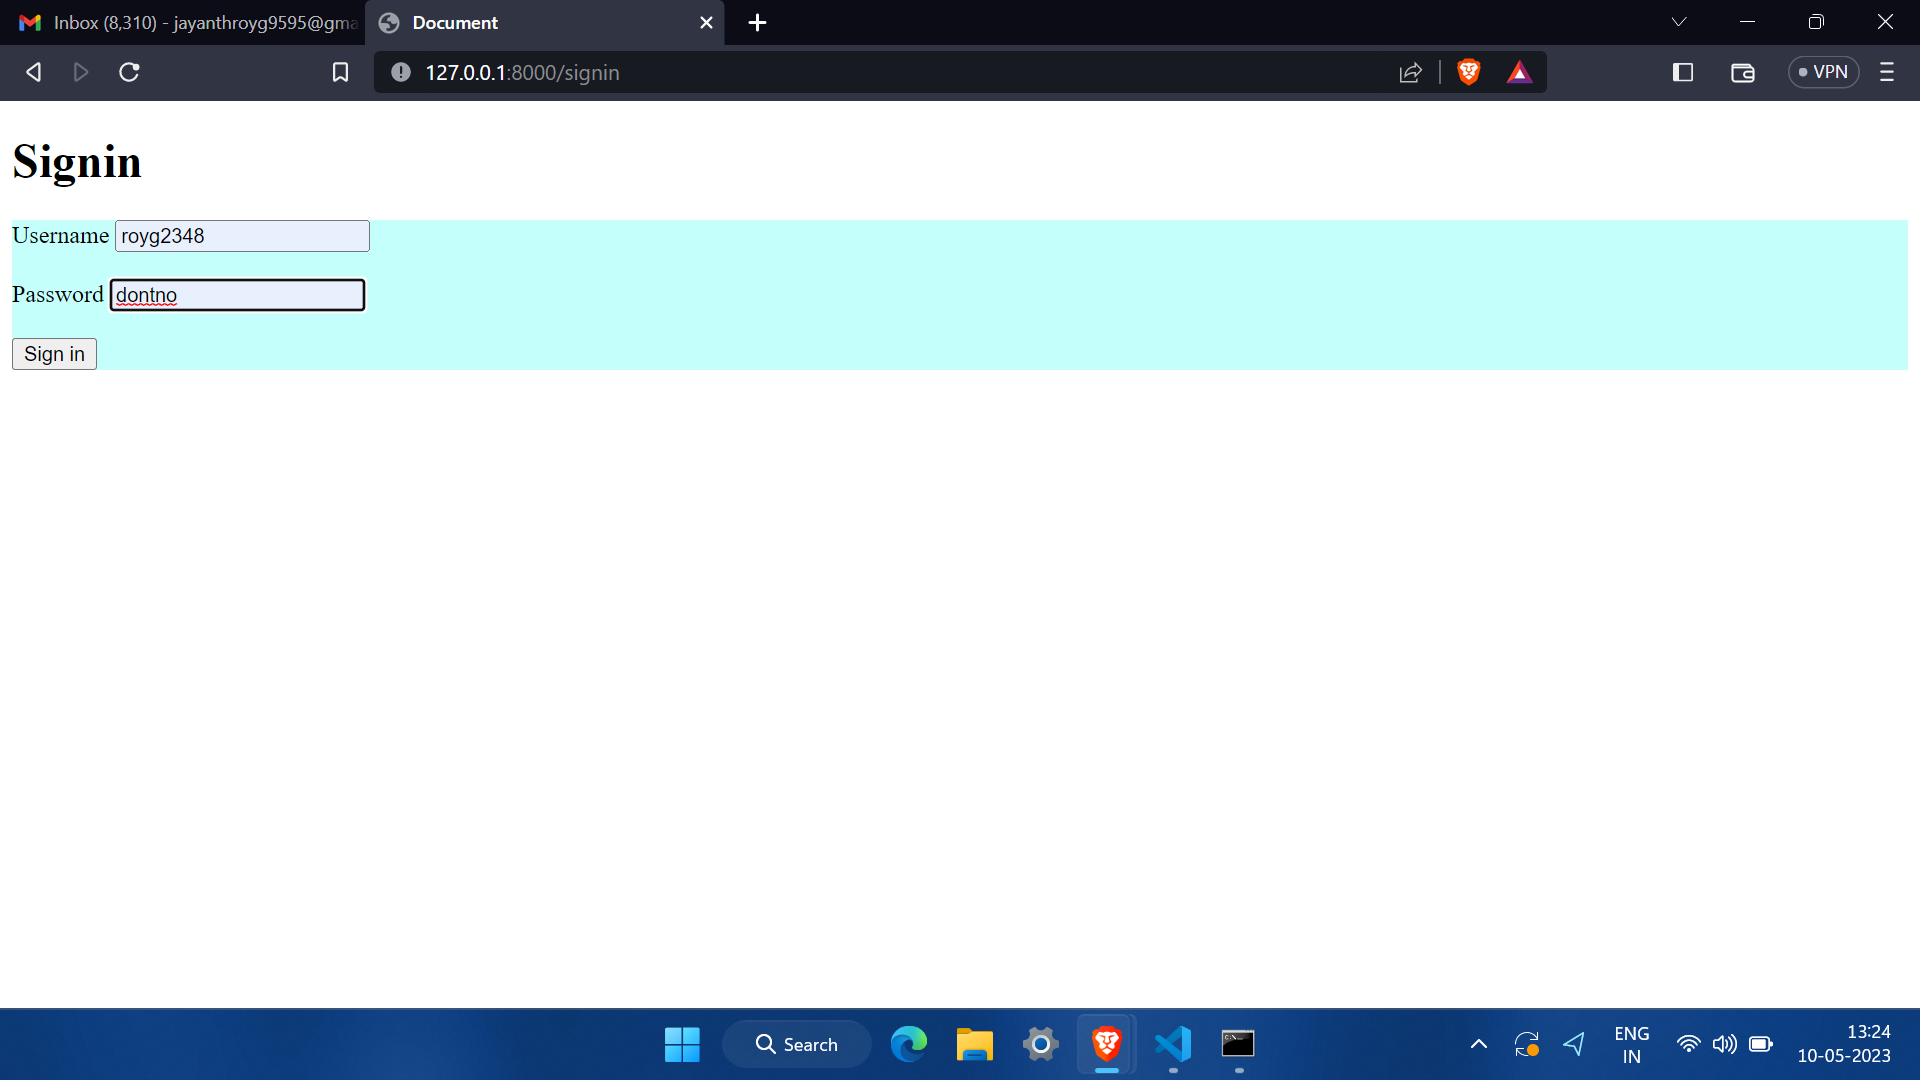 Inbox (8,310) - jayanthroyg9595@gma
Document
127.0.0.1:8000/signin
VPN
Signin
Username royg2348
Password dontno
Sign in
Search
ENG
IN
13:24
10-05-2023